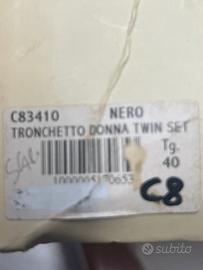 C83410 NERO
TRONCHETTO DONNA TWIN SET
Tg.
40
C8
subito